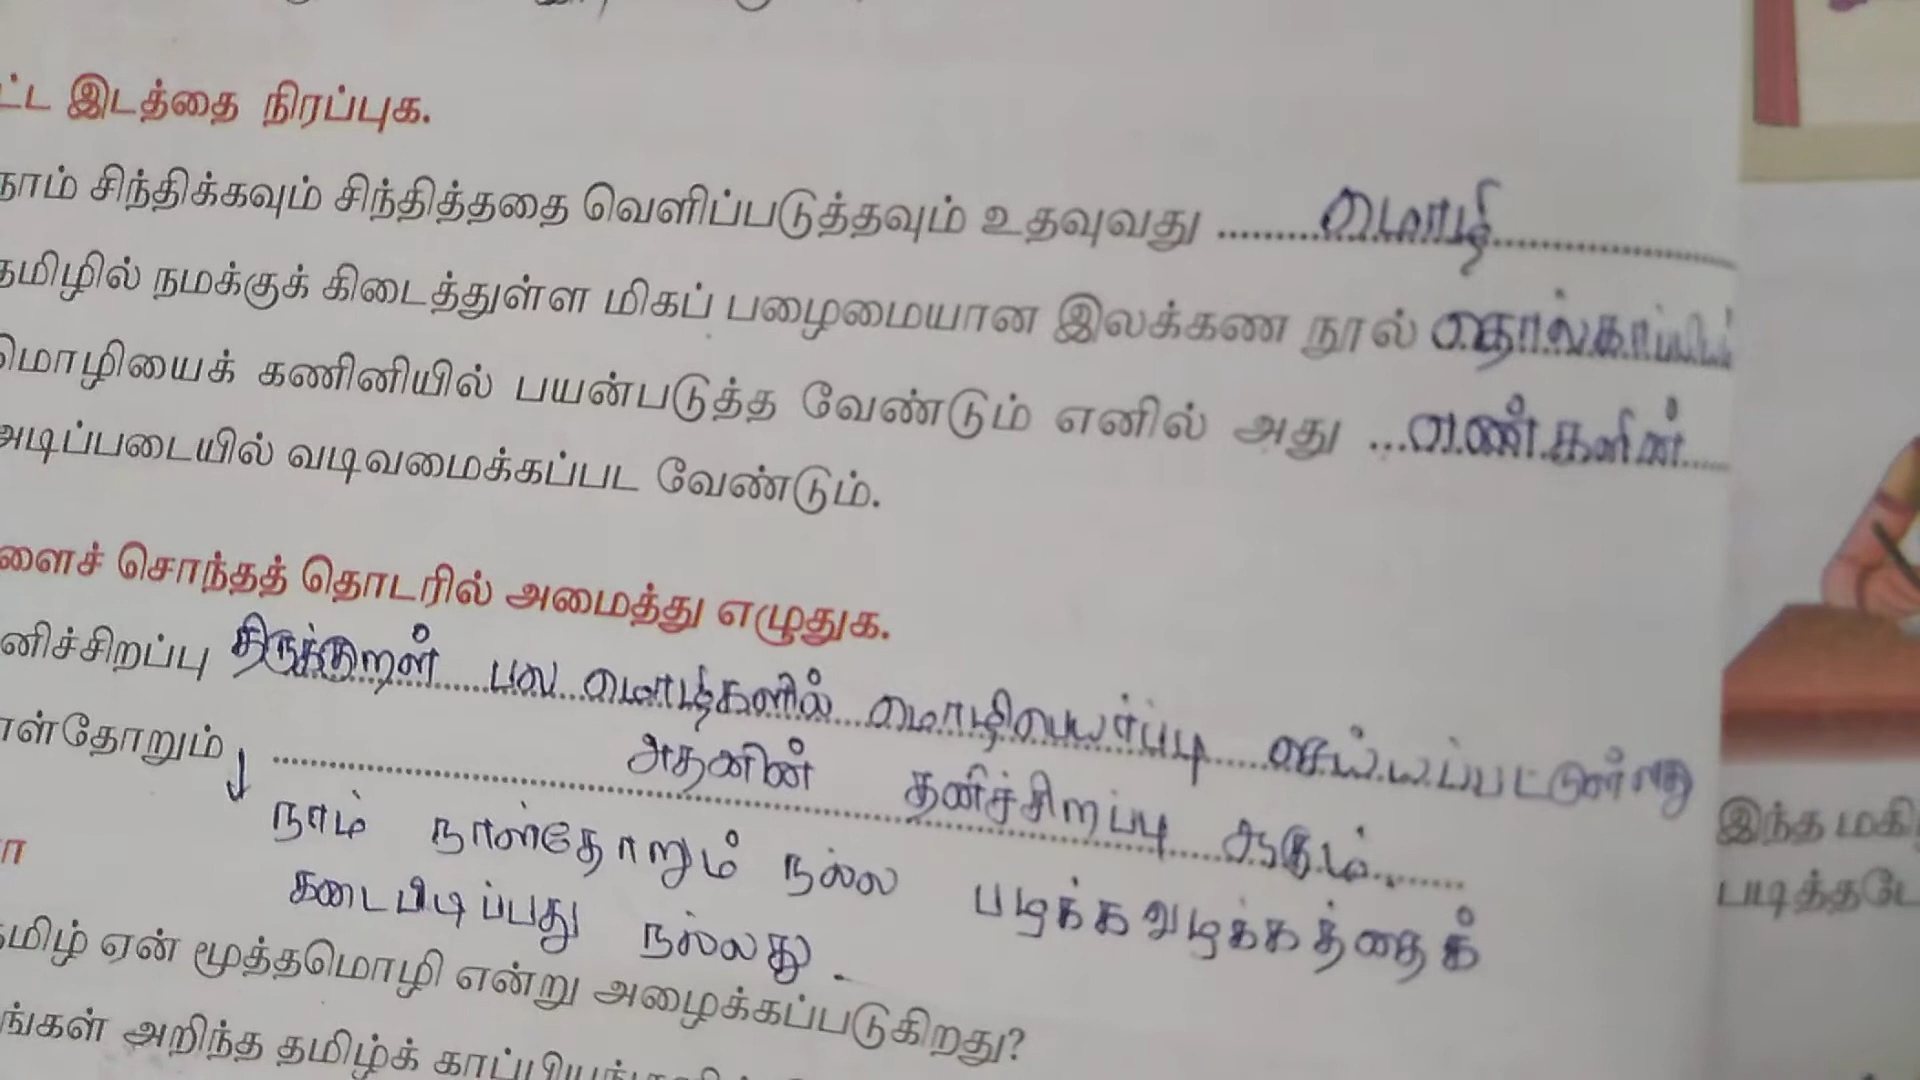 ட்ட இடத்தை நிரப்புக.
நாம் சிந்திக்கவும் சிந்தித்ததை வெளிப்படுத்தவும் உதவுவது ......... மொழி .........
தமிழில் நமக்குக் கிடைத்துள்ள மிகப் பழைமையான இலக்கண நூல்
மொழியைக் கணினியில் பயன்படுத்த வேண்டும் எனில் அது ... எண்களின் ......
அடிப்படையில் வடிவமைக்கப்பட வேண்டும்.
ளைச் சொந்தத் தொடரில் அமைத்து எழுதுக.
னிச்சிறப்பு திருக்குறள் பல மொழிகளில் மொழிபெயர்ப்பு செய்யப்பட்டுள்ளது
ாள்தோறும் அதனின் தனிச்சிறப்பு ஆகும்.
நாம் நாள்தோறும் நல்ல பழக்கவழக்கத்தைக்
கடைபிடிப்பது நல்லது.
ா
தமிழ் ஏன் மூத்தமொழி என்று அழைக்கப்படுகிறது?
ங்கள் அறிந்த தமிழ்க்
இந்த மகி
படித்த